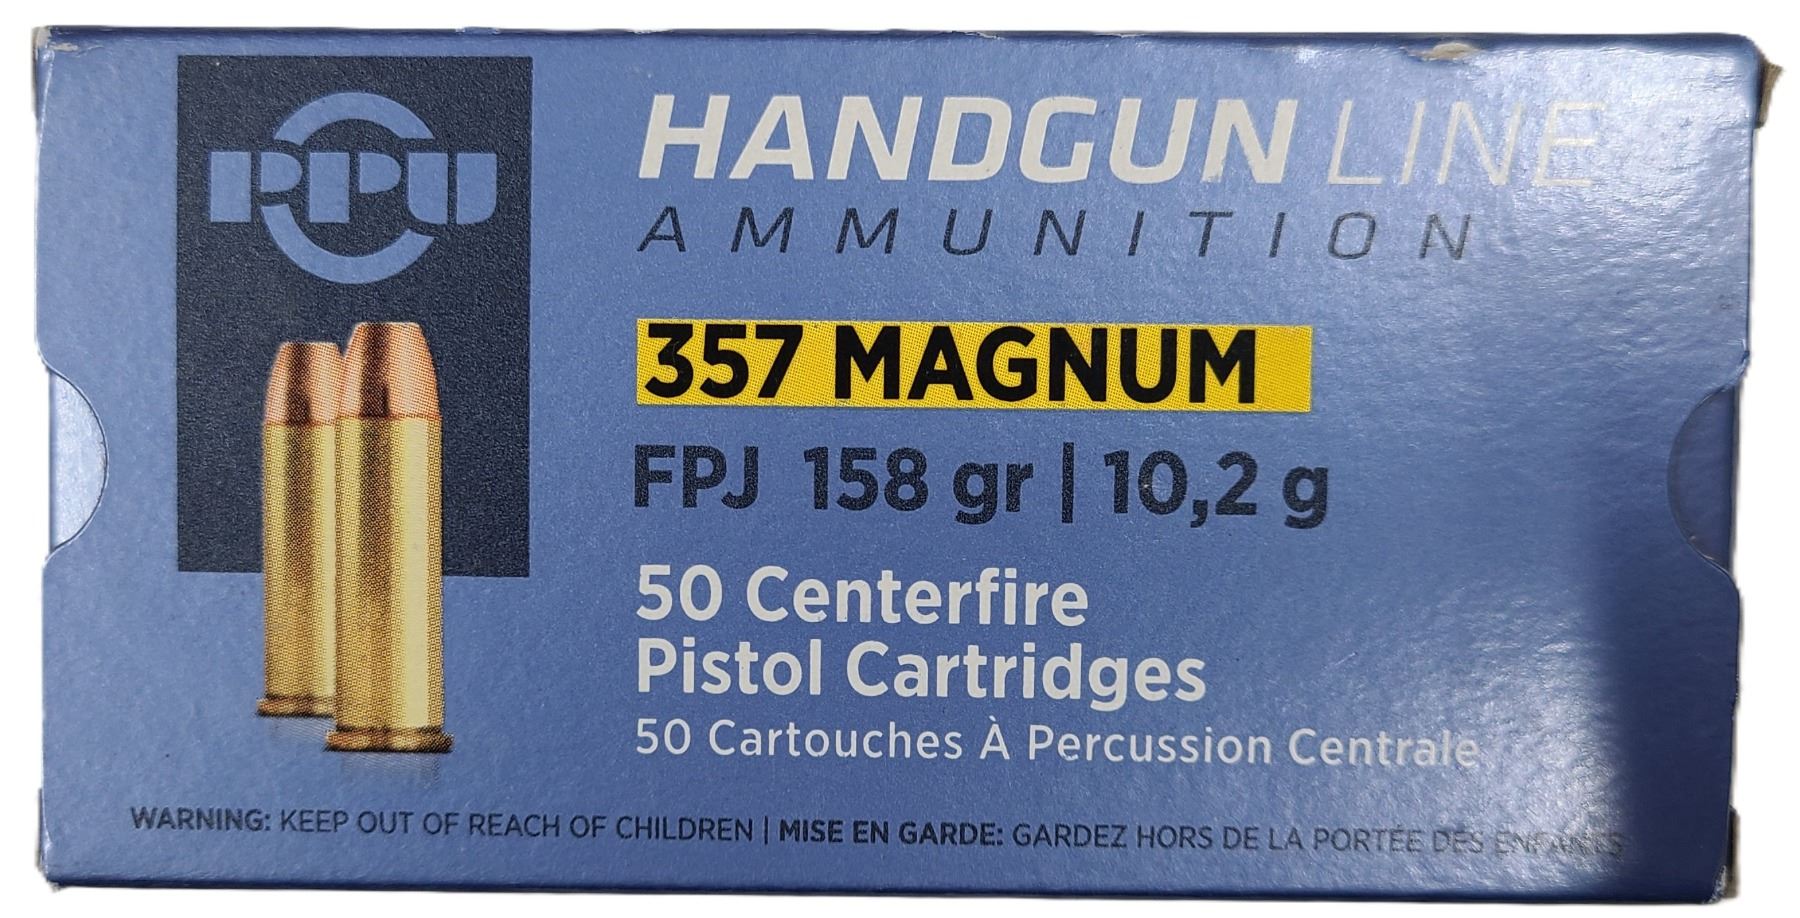 PPU
HANDGUN LINE
AMMUNITION
357 MAGNUM
FPJ 158 gr | 10,2 g
50 Centerfire
Pistol Cartridges
50 Cartouches À Percussion Centrale
WARNING: KEEP OUT OF REACH OF CHILDREN | MISE EN GARDE: GARDEZ HORS DE LA PORTÉE DES ENFANTS